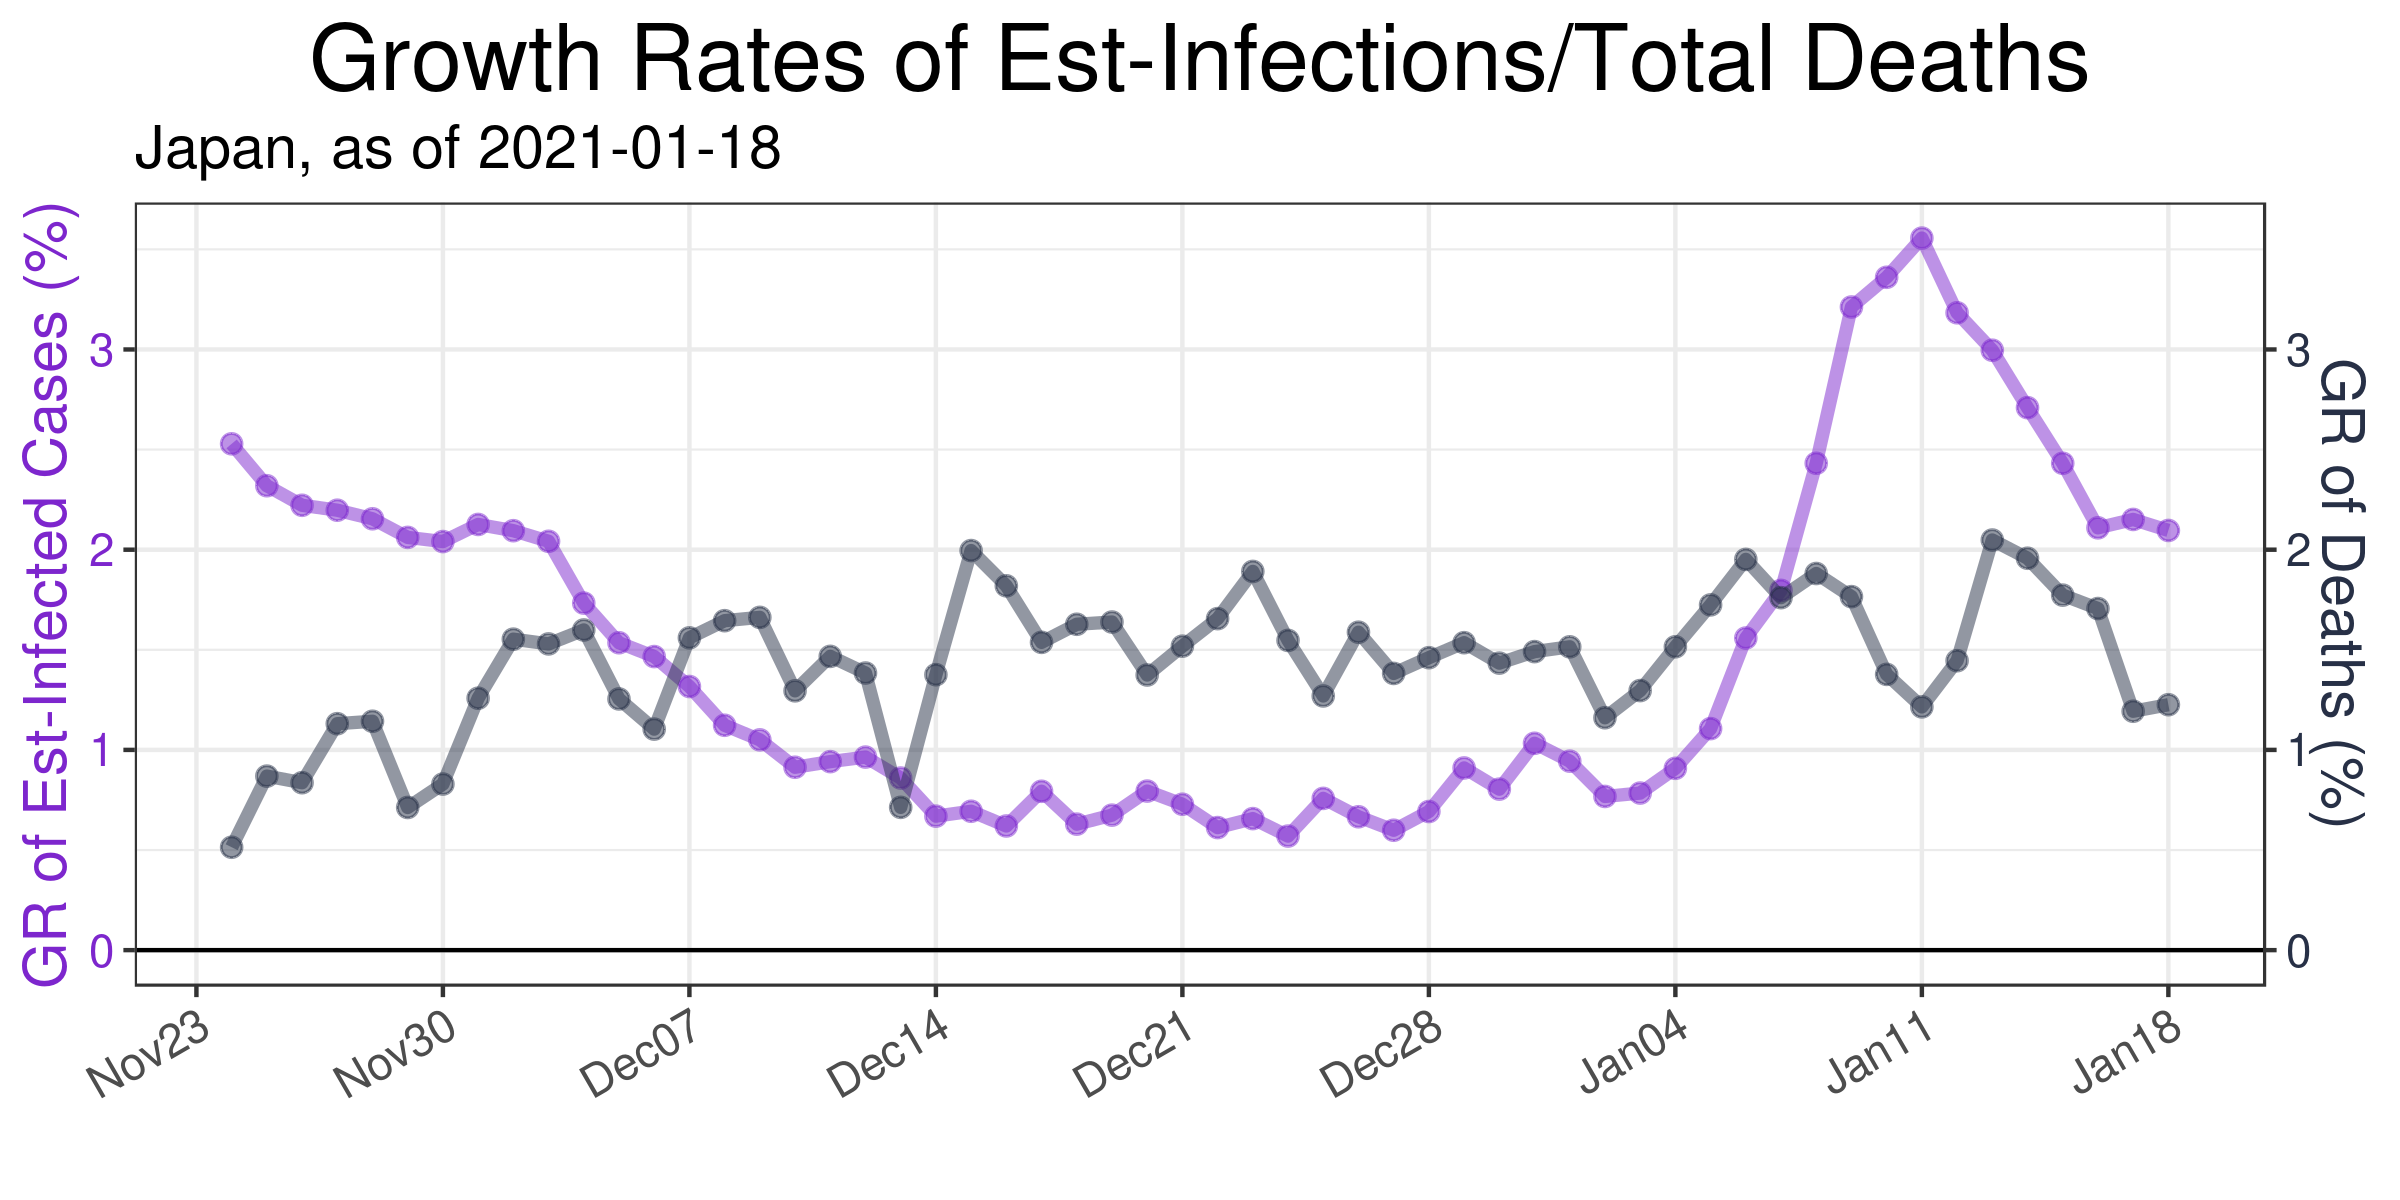 Growth Rates of Est-Infections/Total Deaths
Japan, as of 2021-01-18
GR of Est-Infected Cases (%)
3
2
1
0
3
2
1
0
GR of Deaths (%)
Nov23
Nov30
Dec07
Dec14
Dec21
Dec28
Jan04
Jan11
Jan18